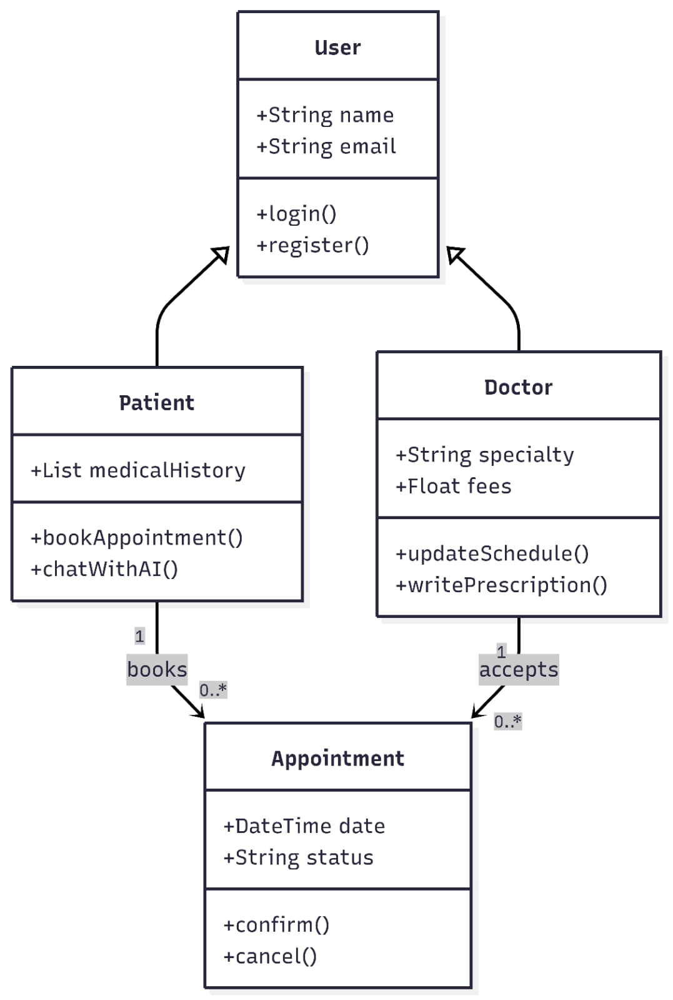 User
+String name
+String email
+login()
+register()
Patient
+List medicalHistory
+bookAppointment()
+chatWithAI()
Doctor
+String specialty
+Float fees
+updateSchedule()
+writePrescription()
1
books
0..*
1
accepts
0..*
Appointment
+DateTime date
+String status
+confirm()
+cancel()